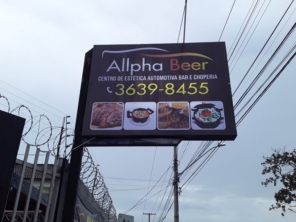 Allpha Beer
CENTRO DE ESTÉTICA AUTOMOTIVA BAR E CHOPERIA
3639-8455